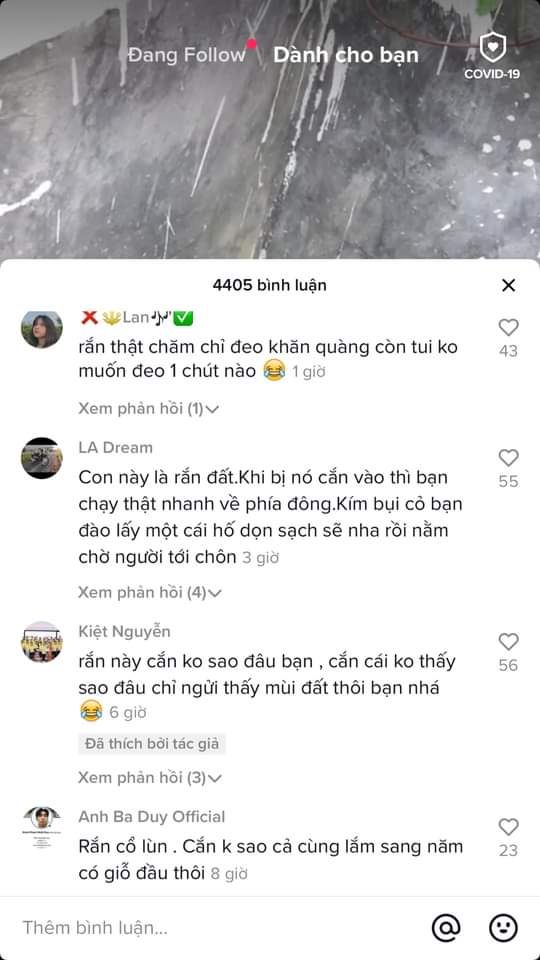 Đang Follow Dành cho bạn
COVID-19
4405 bình luận
❌🔱Lan🎶✅
rắn thật chăm chỉ đeo khăn quàng còn tui ko
muốn đeo 1 chút nào 😂 1 giờ
43
Xem phản hồi (1)
LA Dream
Con này là rắn đất.Khi bị nó cắn vào thì bạn
chạy thật nhanh về phía đông.Kím bụi cỏ bạn
đào lấy một cái hố dọn sạch sẽ nha rồi nằm
chờ người tới chôn 3 giờ
55
Xem phản hồi (4)
Kiệt Nguyễn
rắn này cắn ko sao đâu bạn , cắn cái ko thấy
sao đâu chỉ ngửi thấy mùi đất thôi bạn nhá
😂 6 giờ
56
Đã thích bởi tác giả
Xem phản hồi (3)
Anh Ba Duy Official
Rắn cổ lùn . Cắn k sao cả cùng lắm sang năm
có giỗ đầu thôi 8 giờ
23
Thêm bình luận...